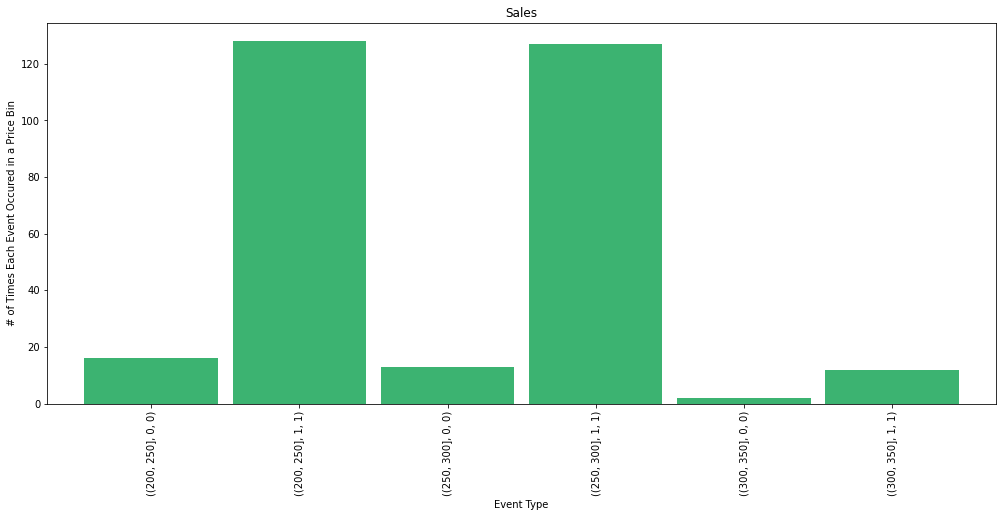 Sales
# of Times Each Event Occured in a Price Bin
120
100
80
60
40
20
0
((200, 250], 0, 0)
((200, 250], 1, 1)
((250, 300], 0, 0)
((250, 300], 1, 1)
((300, 350], 0, 0)
((300, 350], 1, 1)
Event Type